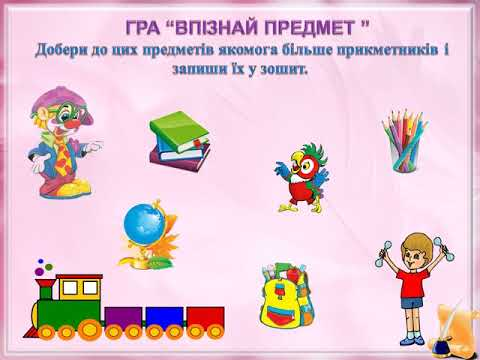 ГРА “ВПІЗНАЙ ПРЕДМЕТ ”
Добери до цих предметів якомога більше прикметників і
запиши їх у зошит.